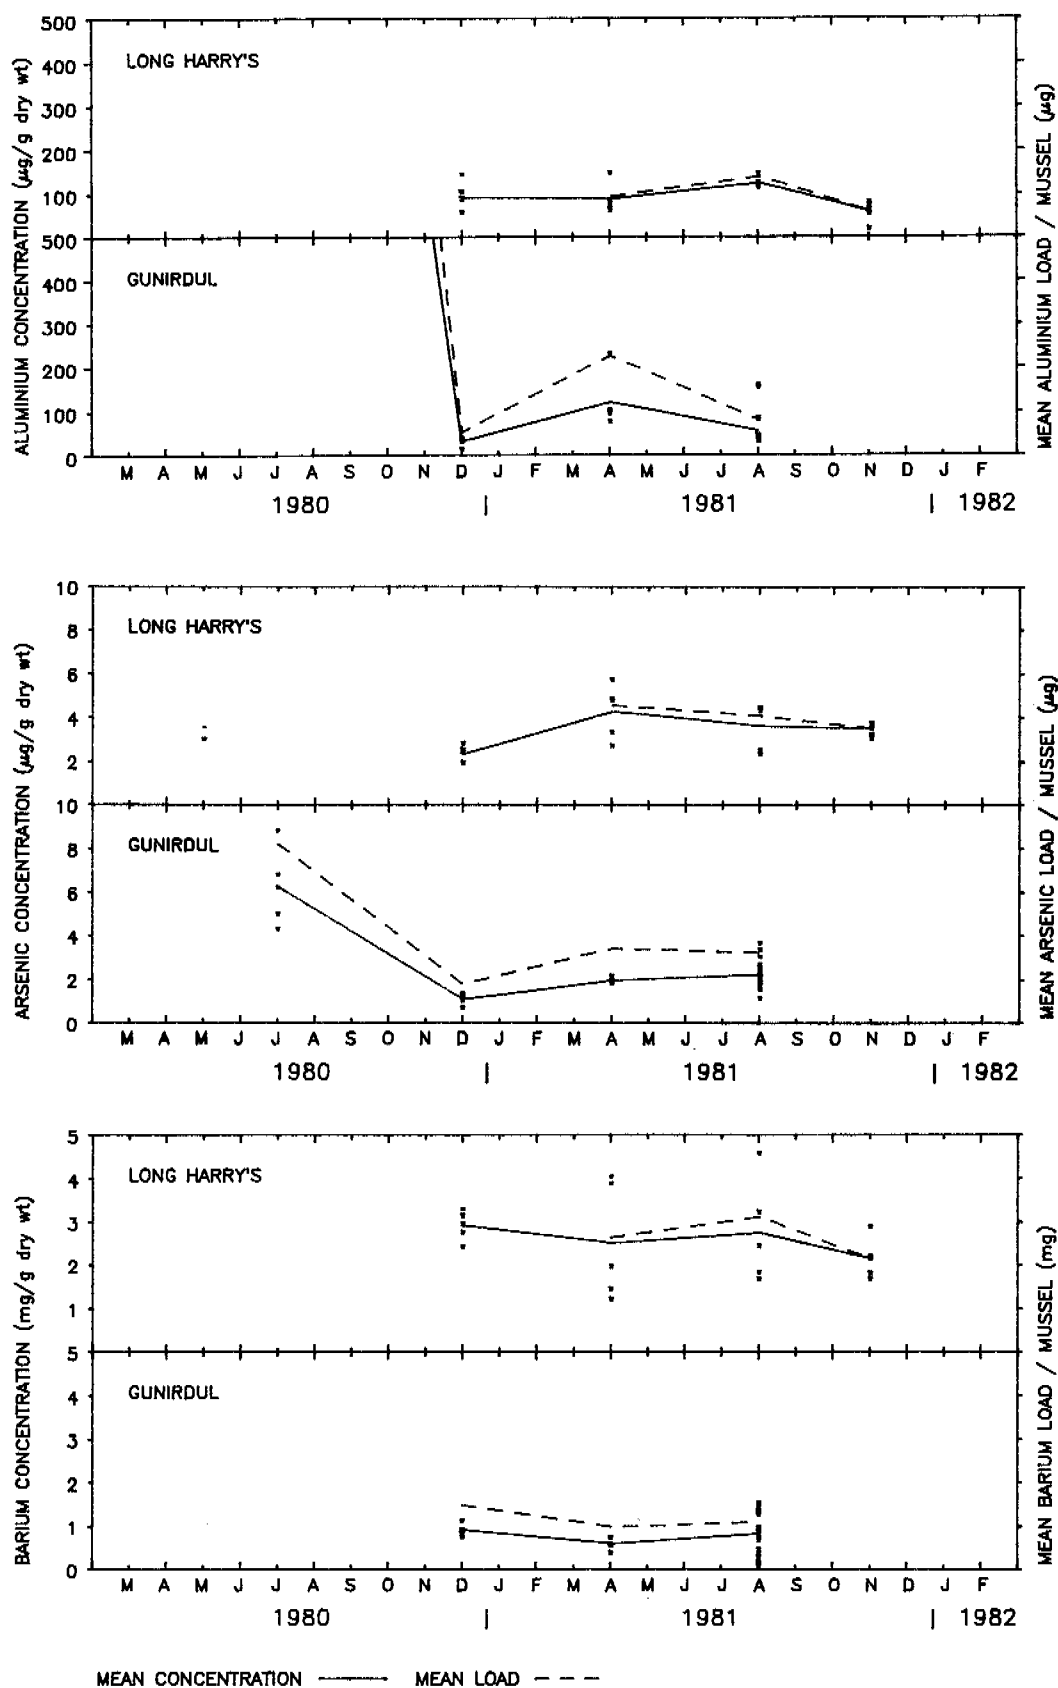 ALUMINIUM CONCENTRATION (µg/g dry wt)
MEAN ALUMINIUM LOAD / MUSSEL (µg)
500
LONG HARRY'S
400
300
200
100
500
GUNIRDUL
400
300
200
100
0
M A M J J A S O N D J F M A M J J A S O N D J F
1980 | 1981 | 1982
ARSENIC CONCENTRATION (µg/g dry wt)
MEAN ARSENIC LOAD / MUSSEL (µg)
10
LONG HARRY'S
8
6
4
2
10
GUNIRDUL
8
6
4
2
0
M A M J J A S O N D J F M A M J J A S O N D J F
1980 | 1981 | 1982
BARIUM CONCENTRATION (mg/g dry wt)
MEAN BARIUM LOAD / MUSSEL (mg)
5
LONG HARRY'S
4
3
2
1
5
GUNIRDUL
4
3
2
1
0
M A M J J A S O N D J F M A M J J A S O N D J F
1980 | 1981 | 1982
MEAN CONCENTRATION MEAN LOAD